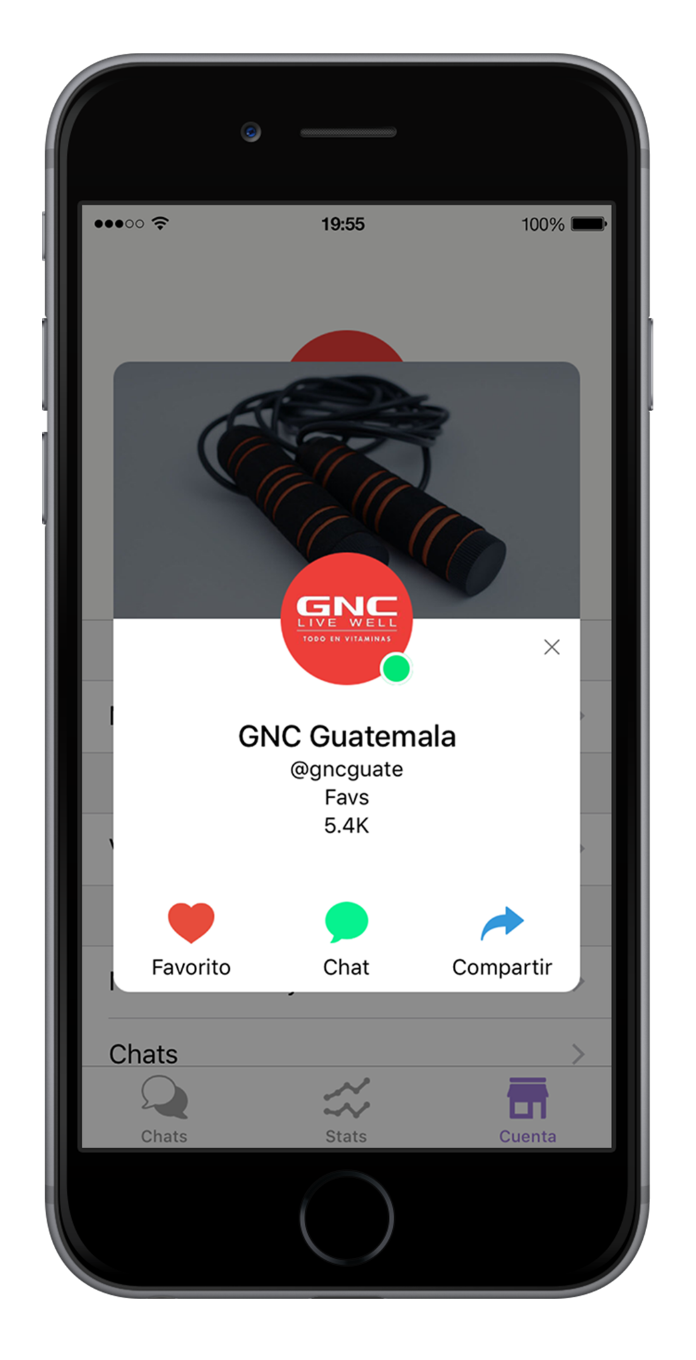 19:55
100%
GNC
LIVE WELL
TODO EN VITAMINAS
GNC Guatemala
@gncguate
Favs
5.4K
Favorito
Chat
Compartir
Chats
Chats
Stats
Cuenta